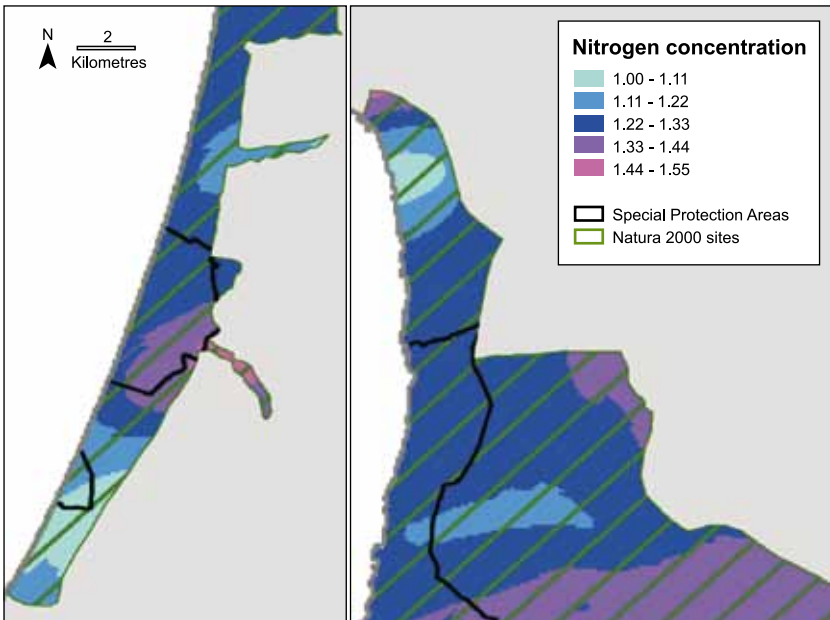 N
2
Kilometres
Nitrogen concentration
1.00 - 1.11
1.11 - 1.22
1.22 - 1.33
1.33 - 1.44
1.44 - 1.55
Special Protection Areas
Natura 2000 sites